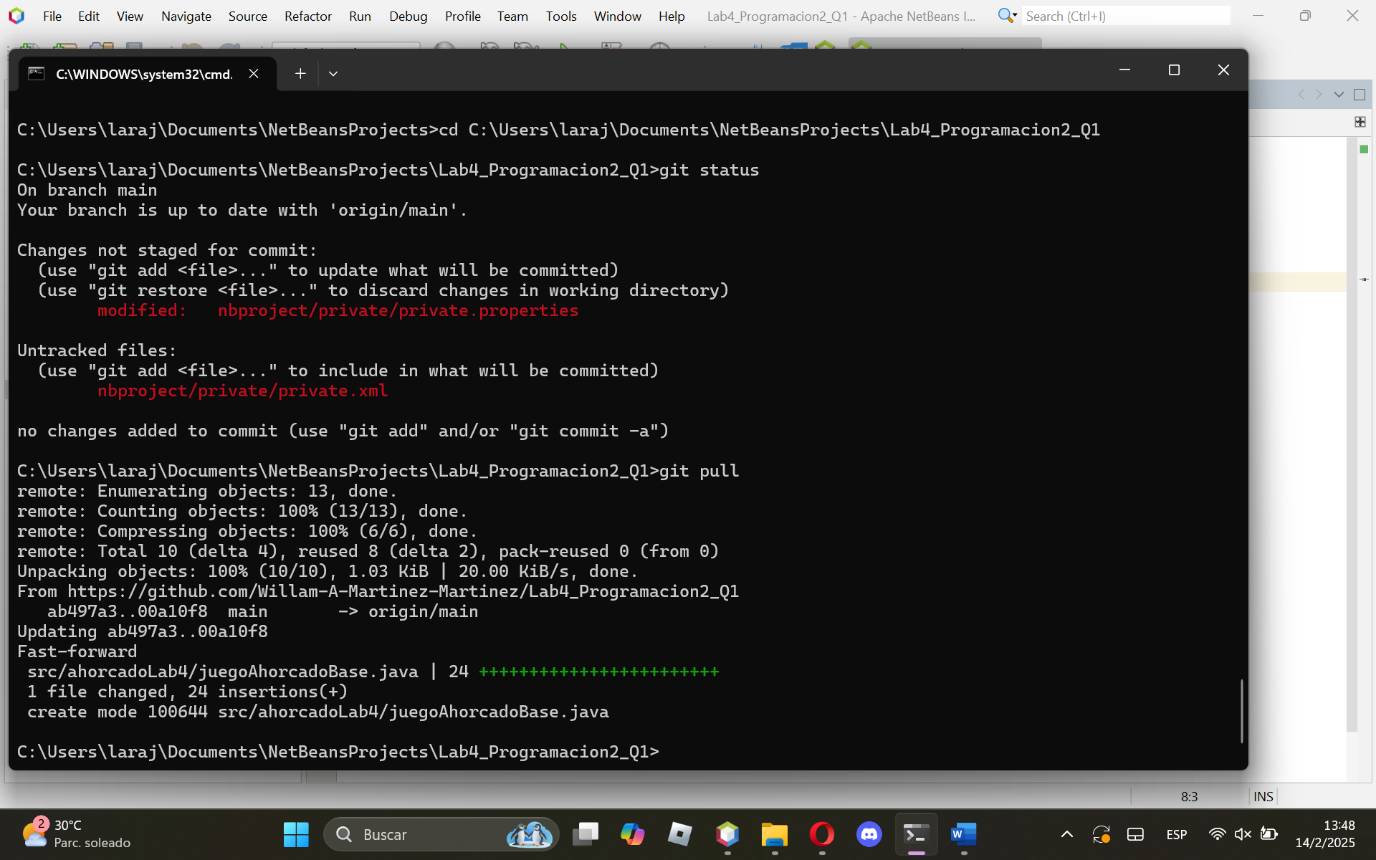 File Edit View Navigate Source Refactor Run Debug Profile Team Tools Window Help Lab4_Programacion2_Q1 - Apache NetBeans I... Search (Ctrl+I)
C:\WINDOWS\system32\cmd.
C:\Users\laraj\Documents\NetBeansProjects>cd C:\Users\laraj\Documents\NetBeansProjects\Lab4_Programacion2_Q1
C:\Users\laraj\Documents\NetBeansProjects\Lab4_Programacion2_Q1>git status
On branch main
Your branch is up to date with 'origin/main'.
Changes not staged for commit:
(use "git add <file>..." to update what will be committed)
(use "git restore <file>..." to discard changes in working directory)
modified: nbproject/private/private.properties
Untracked files:
(use "git add <file>..." to include in what will be committed)
nbproject/private/private.xml
no changes added to commit (use "git add" and/or "git commit -a")
C:\Users\laraj\Documents\NetBeansProjects\Lab4_Programacion2_Q1>git pull
remote: Enumerating objects: 13, done.
remote: Counting objects: 100% (13/13), done.
remote: Compressing objects: 100% (6/6), done.
remote: Total 10 (delta 4), reused 8 (delta 2), pack-reused 0 (from 0)
Unpacking objects: 100% (10/10), 1.03 KiB | 20.00 KiB/s, done.
From https://github.com/Willam-A-Martinez-Martinez/Lab4_Programacion2_Q1
ab497a3..00a10f8 main -> origin/main
Updating ab497a3..00a10f8
Fast-forward
src/ahorcadoLab4/juegoAhorcadoBase.java | 24 ++++++++++++++++++++++++
1 file changed, 24 insertions(+)
create mode 100644 src/ahorcadoLab4/juegoAhorcadoBase.java
C:\Users\laraj\Documents\NetBeansProjects\Lab4_Programacion2_Q1>
8:3 INS
2 30°C
Parc. soleado
Buscar
ESP
13:48
14/2/2025